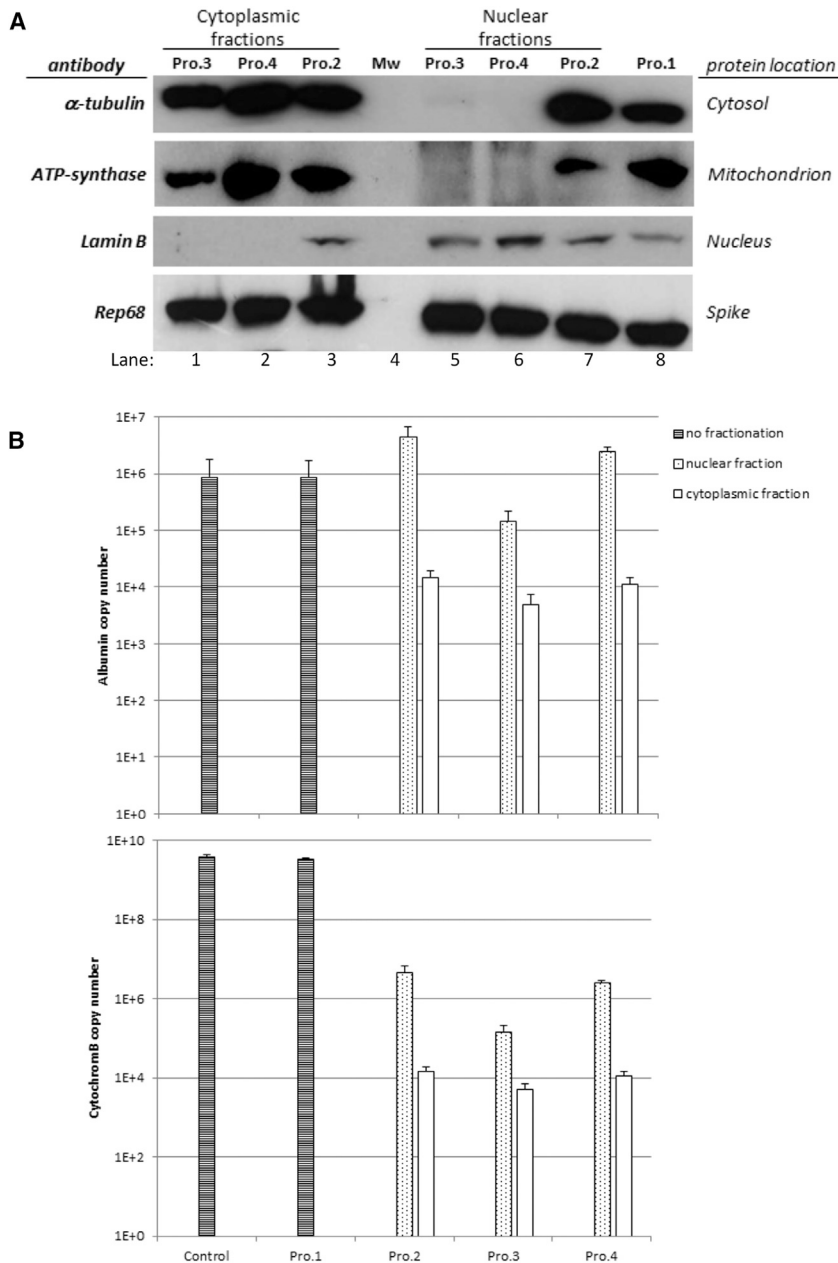 A
Cytoplasmic fractions
Nuclear fractions
antibody Pro.3 Pro.4 Pro.2 Mw Pro.3 Pro.4 Pro.2 Pro.1 protein location
α-tubulin Cytosol
ATP-synthase Mitochondrion
Lamin B Nucleus
Rep68 Spike
Lane: 1 2 3 4 5 6 7 8
B
1E+7
1E+6
1E+5
1E+4
1E+3
1E+2
1E+1
1E+0
Albumin copy number
no fractionation
nuclear fraction
cytoplasmic fraction
1E+10
1E+8
1E+6
1E+4
1E+2
1E+0
CytochromB copy number
Control Pro.1 Pro.2 Pro.3 Pro.4